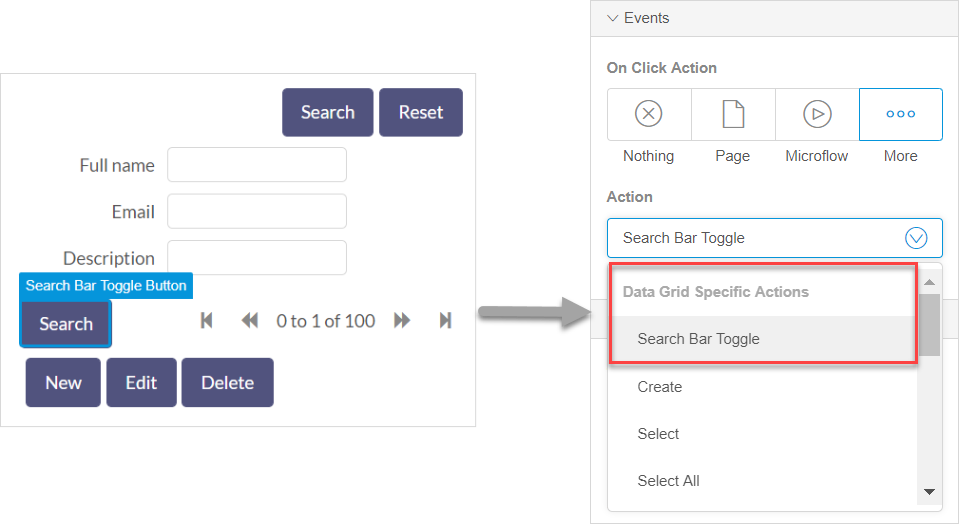 Search Reset
Full name
Email
Description
Search Bar Toggle Button
Search 0 to 1 of 100
New Edit Delete
Events
On Click Action
Nothing Page Microflow More
Action
Search Bar Toggle
Data Grid Specific Actions
Search Bar Toggle
Create
Select
Select All